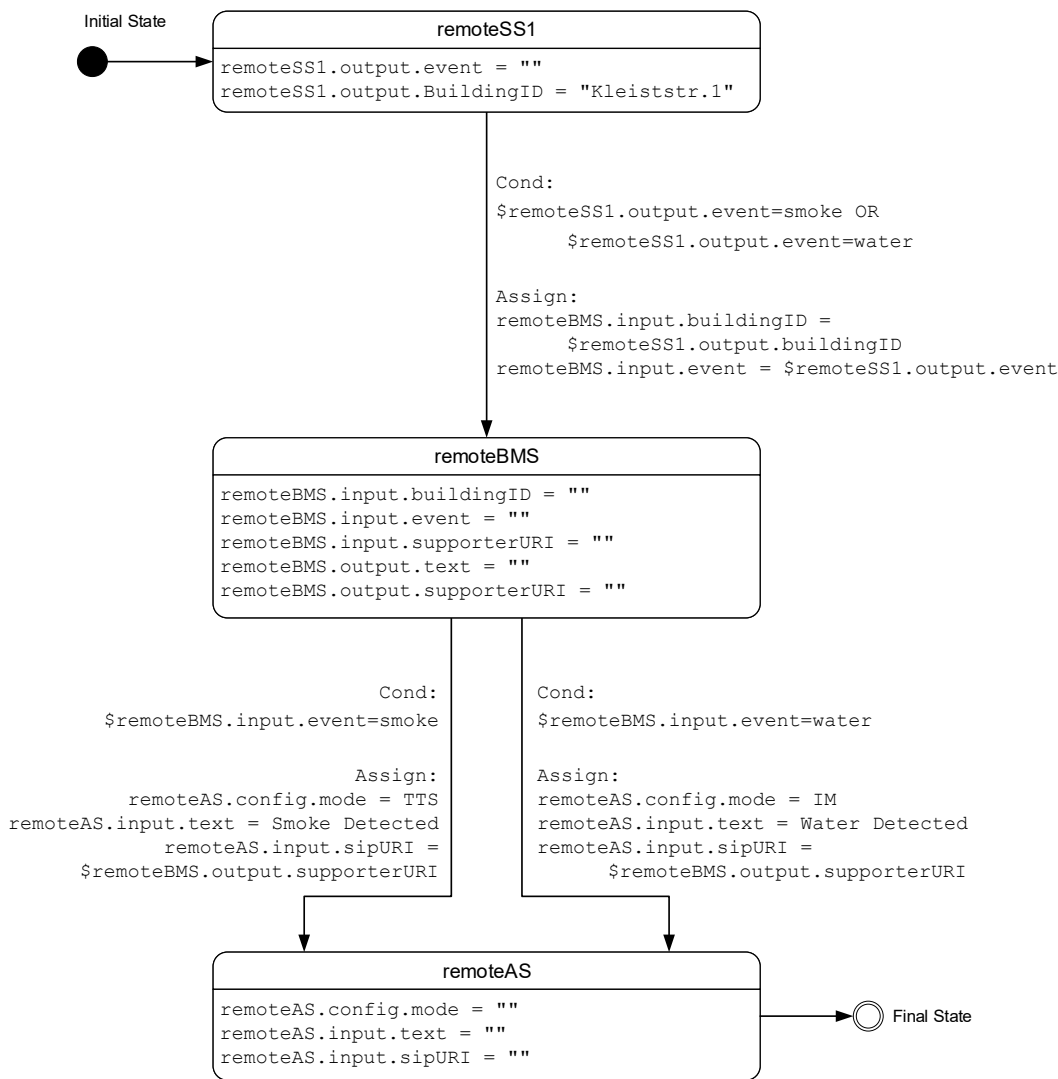 Initial State
remoteSS1
remoteSS1.output.event = ""
remoteSS1.output.BuildingID = "Kleiststr.1"
Cond:
$remoteSS1.output.event=smoke OR
$remoteSS1.output.event=water
Assign:
remoteBMS.input.buildingID =
$remoteSS1.output.buildingID
remoteBMS.input.event = $remoteSS1.output.event
remoteBMS
remoteBMS.input.buildingID = ""
remoteBMS.input.event = ""
remoteBMS.input.supporterURI = ""
remoteBMS.output.text = ""
remoteBMS.output.supporterURI = ""
Cond:
$remoteBMS.input.event=smoke
Assign:
remoteAS.config.mode = TTS
remoteAS.input.text = Smoke Detected
remoteAS.input.sipURI =
$remoteBMS.output.supporterURI
Cond:
$remoteBMS.input.event=water
Assign:
remoteAS.config.mode = IM
remoteAS.input.text = Water Detected
remoteAS.input.sipURI =
$remoteBMS.output.supporterURI
remoteAS
remoteAS.config.mode = ""
remoteAS.input.text = ""
remoteAS.input.sipURI = ""
Final State